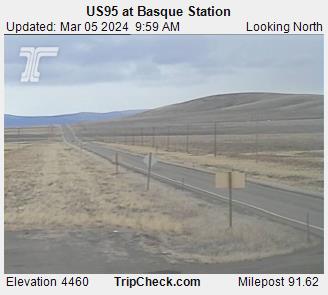 US95 at Basque Station
Updated: Mar 05 2024 9:59 AM Looking North
Elevation 4460 TripCheck.com Milepost 91.62